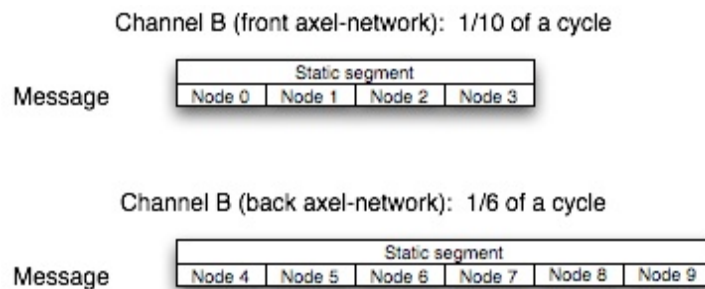 Channel B (front axel-network): 1/10 of a cycle
Static segment
Message Node 0 Node 1 Node 2 Node 3
Channel B (back axel-network): 1/6 of a cycle
Static segment
Message Node 4 Node 5 Node 6 Node 7 Node 8 Node 9